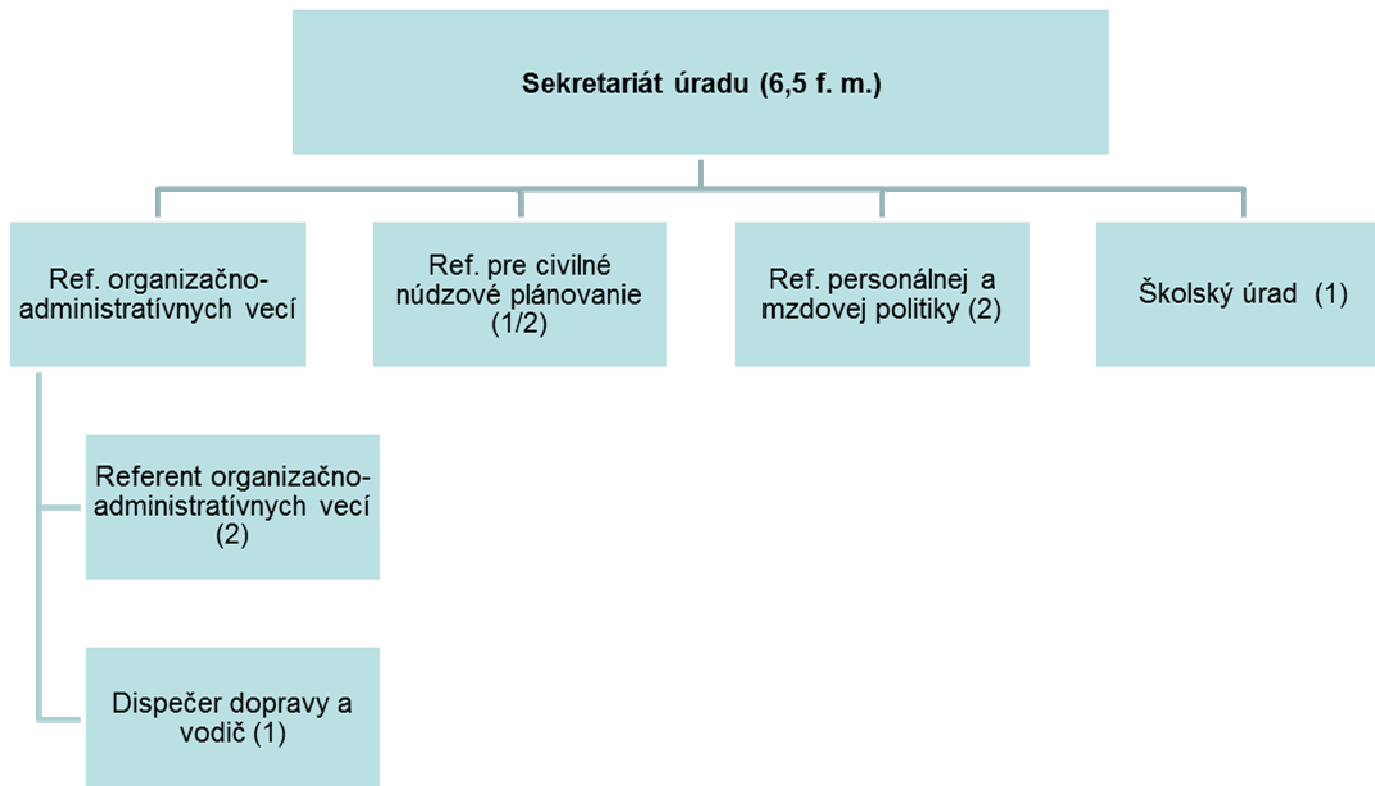 Sekretariát úradu (6,5 f. m.)
Ref. organizačno-
administratívnych vecí
Ref. pre civilné
núdzové plánovanie
(1/2)
Ref. personálnej a
mzdovej politiky (2)
Školský úrad (1)
Referent organizačno-
administratívnych vecí
(2)
Dispečer dopravy a
vodič (1)